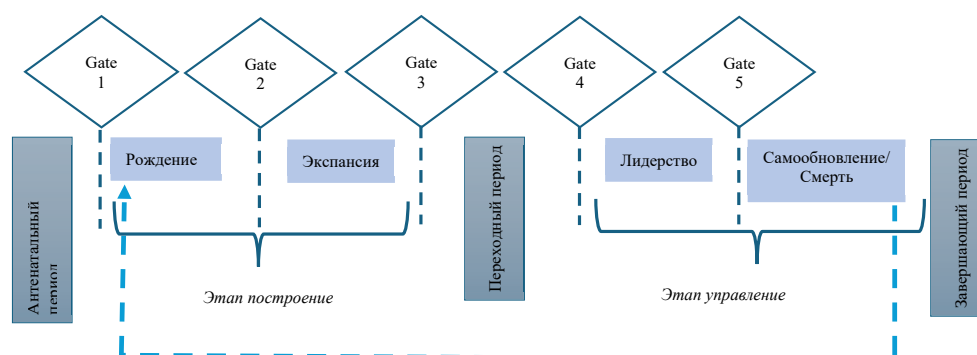 Gate
1
Gate
2
Gate
3
Gate
4
Gate
5
Антенатальный
период
Рождение
Экспансия
Переходный период
Лидерство
Самообновление/
Смерть
Завершающий период
Этап построение
Этап управление